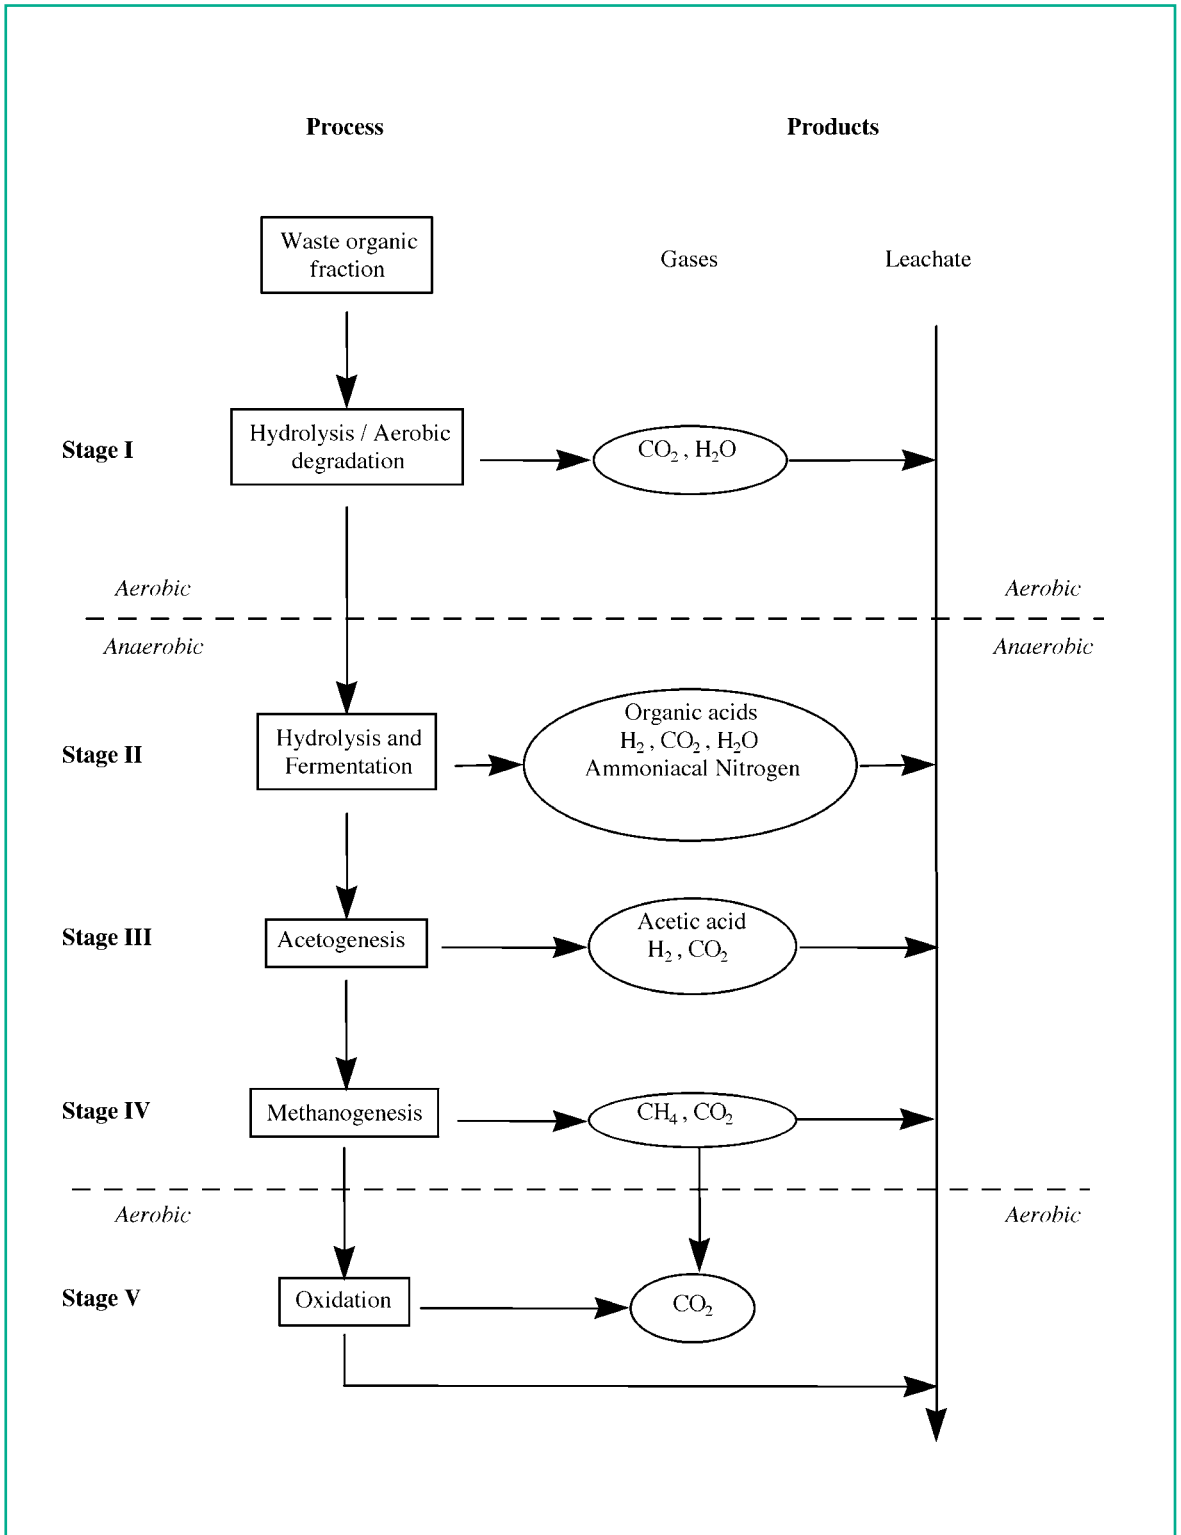 Process
Products
Waste organic
fraction
Gases
Leachate
Stage I
Hydrolysis / Aerobic
degradation
CO₂ , H₂O
Aerobic
Aerobic
Anaerobic
Anaerobic
Stage II
Hydrolysis and
Fermentation
Organic acids
H₂ , CO₂ , H₂O
Ammoniacal Nitrogen
Stage III
Acetogenesis
Acetic acid
H₂ , CO₂
Stage IV
Methanogenesis
CH₄ , CO₂
Aerobic
Aerobic
Stage V
Oxidation
CO₂